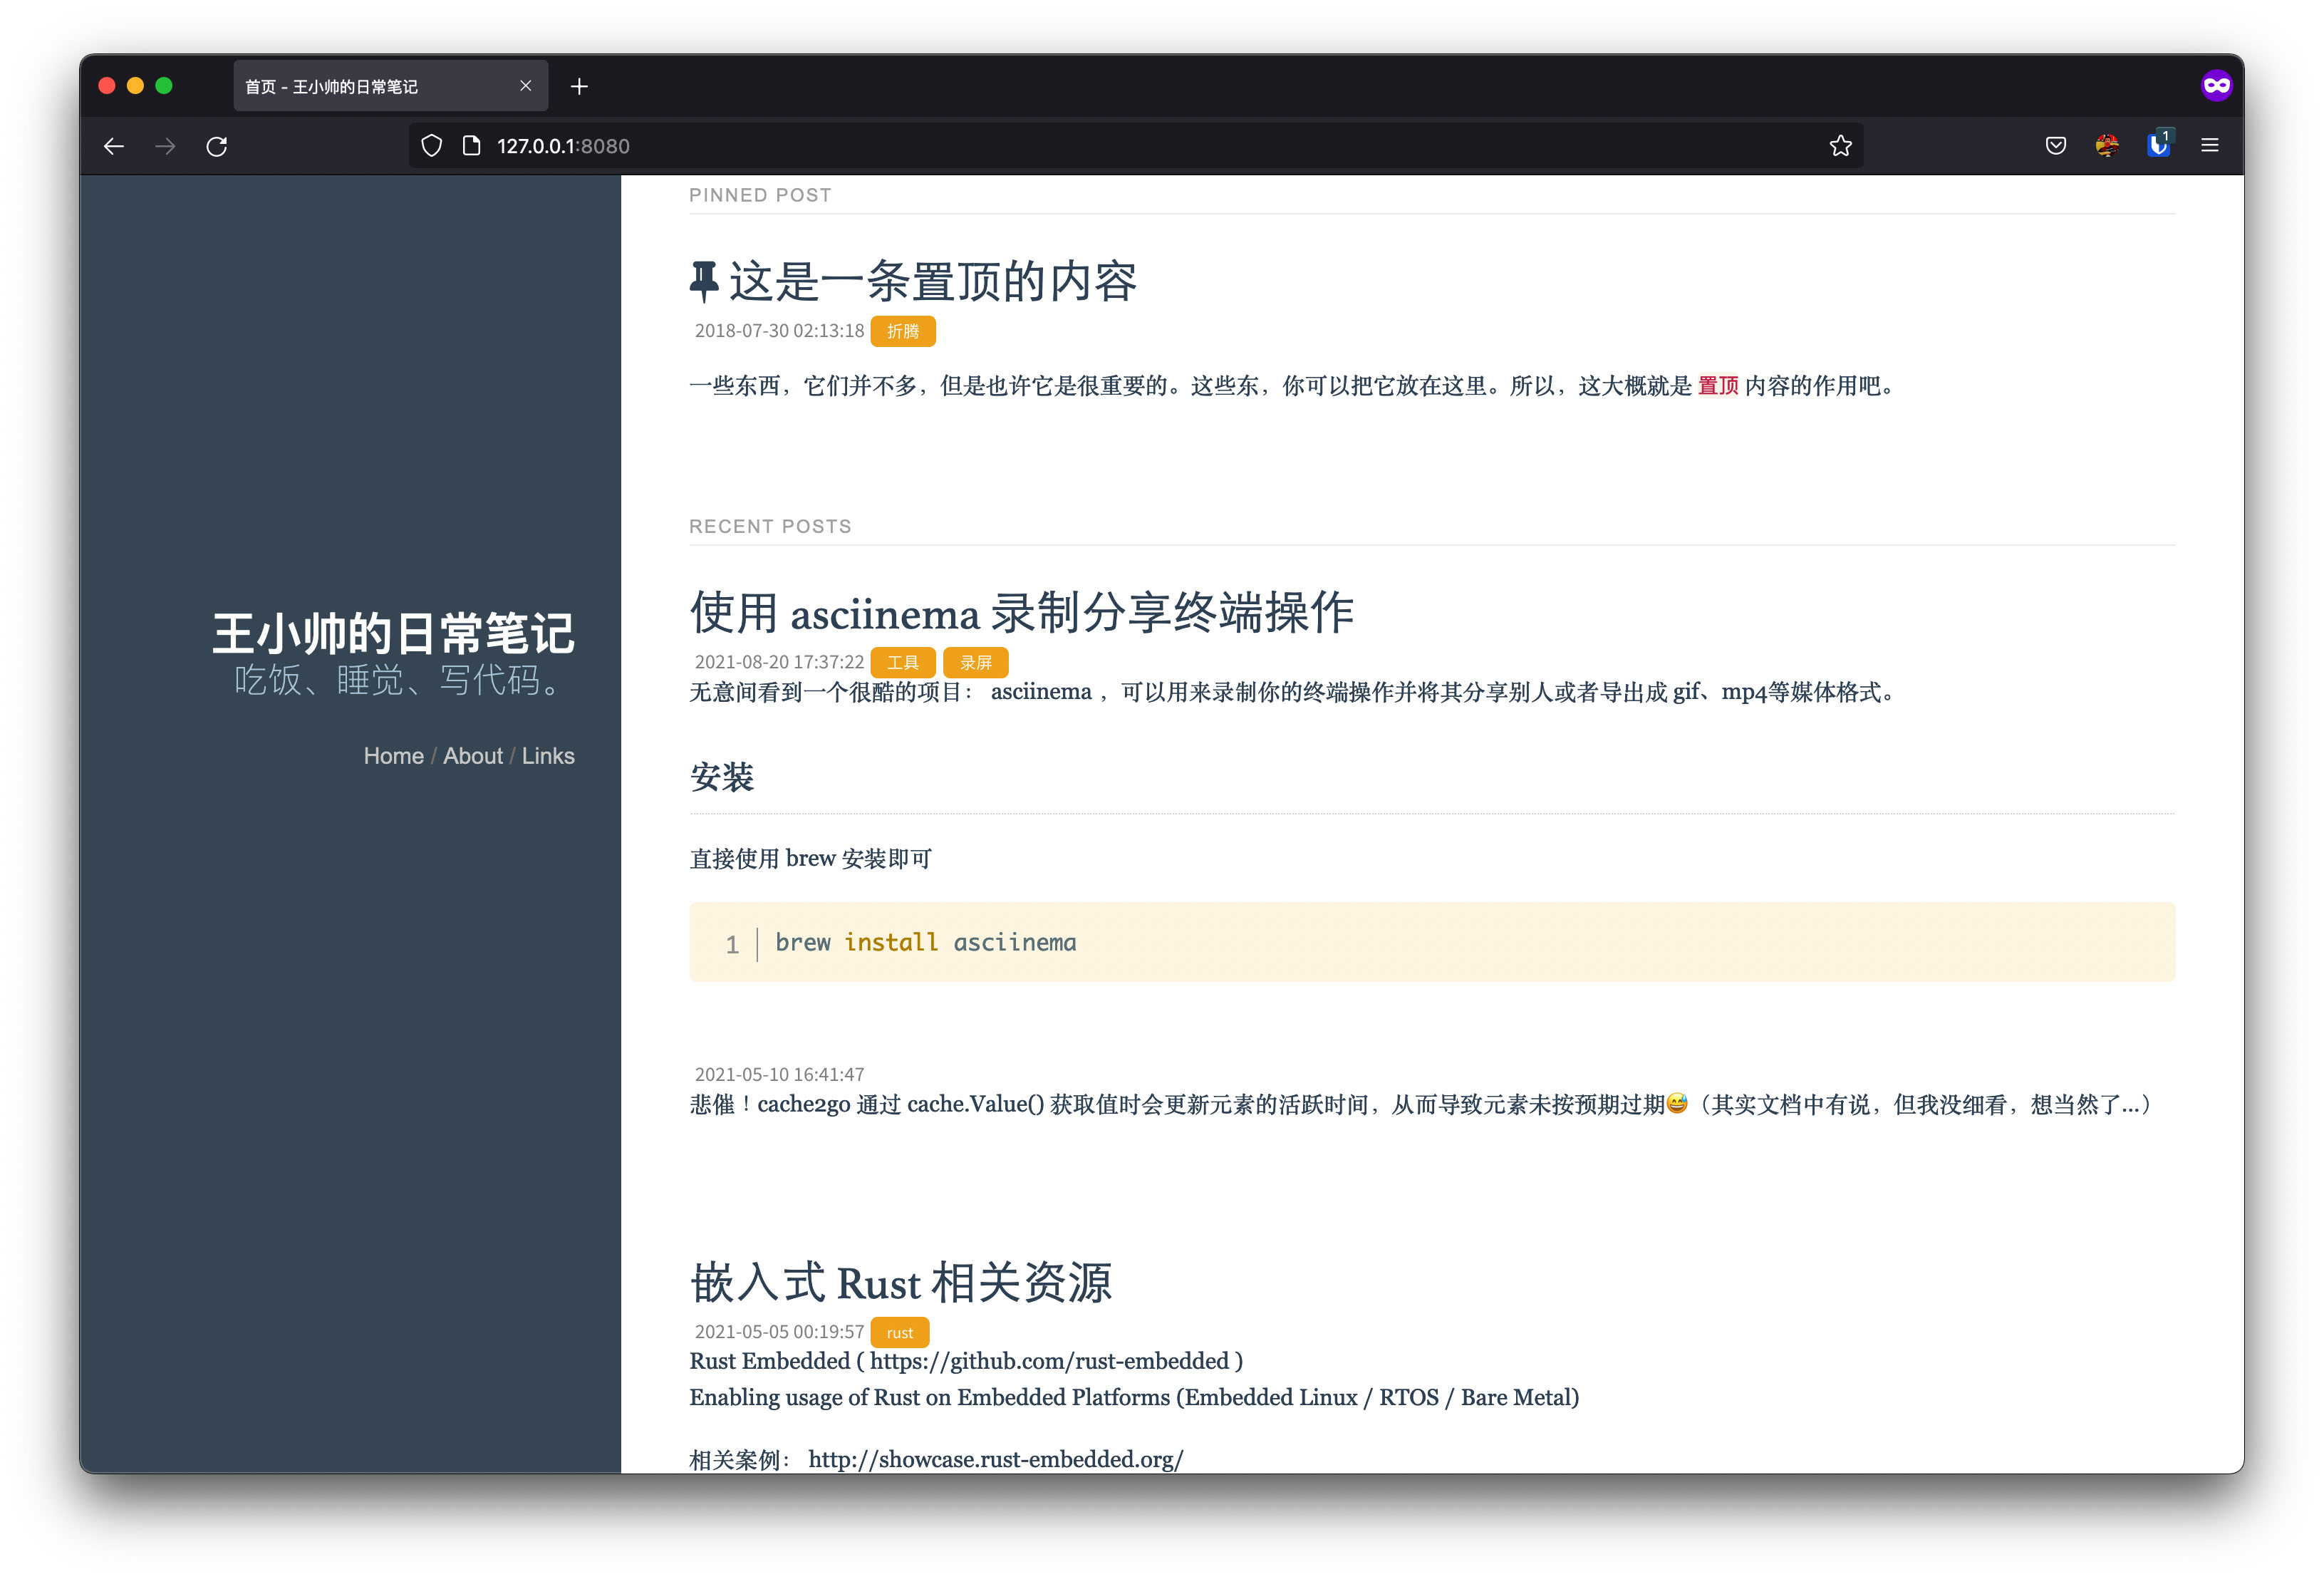 首页 - 王小帅的日常笔记
127.0.0.1:8080
1
王小帅的日常笔记
吃饭、睡觉、写代码。
Home / About / Links
PINNED POST
这是一条置顶的内容
2018-07-30 02:13:18 折腾
一些东西，它们并不多，但是也许它是很重要的。这些东，你可以把它放在这里。所以，这大概就是 置顶 内容的作用吧。
RECENT POSTS
使用 asciinema 录制分享终端操作
2021-08-20 17:37:22 工具 录屏
无意间看到一个很酷的项目： asciinema ，可以用来录制你的终端操作并将其分享别人或者导出成 gif、mp4等媒体格式。
安装
直接使用 brew 安装即可
1 brew install asciinema
2021-05-10 16:41:47
悲催！cache2go 通过 cache.Value() 获取值时会更新元素的活跃时间，从而导致元素未按预期过期😅（其实文档中有说，但我没细看，想当然了...）
嵌入式 Rust 相关资源
2021-05-05 00:19:57 rust
Rust Embedded ( https://github.com/rust-embedded )
Enabling usage of Rust on Embedded Platforms (Embedded Linux / RTOS / Bare Metal)
相关案例： http://showcase.rust-embedded.org/